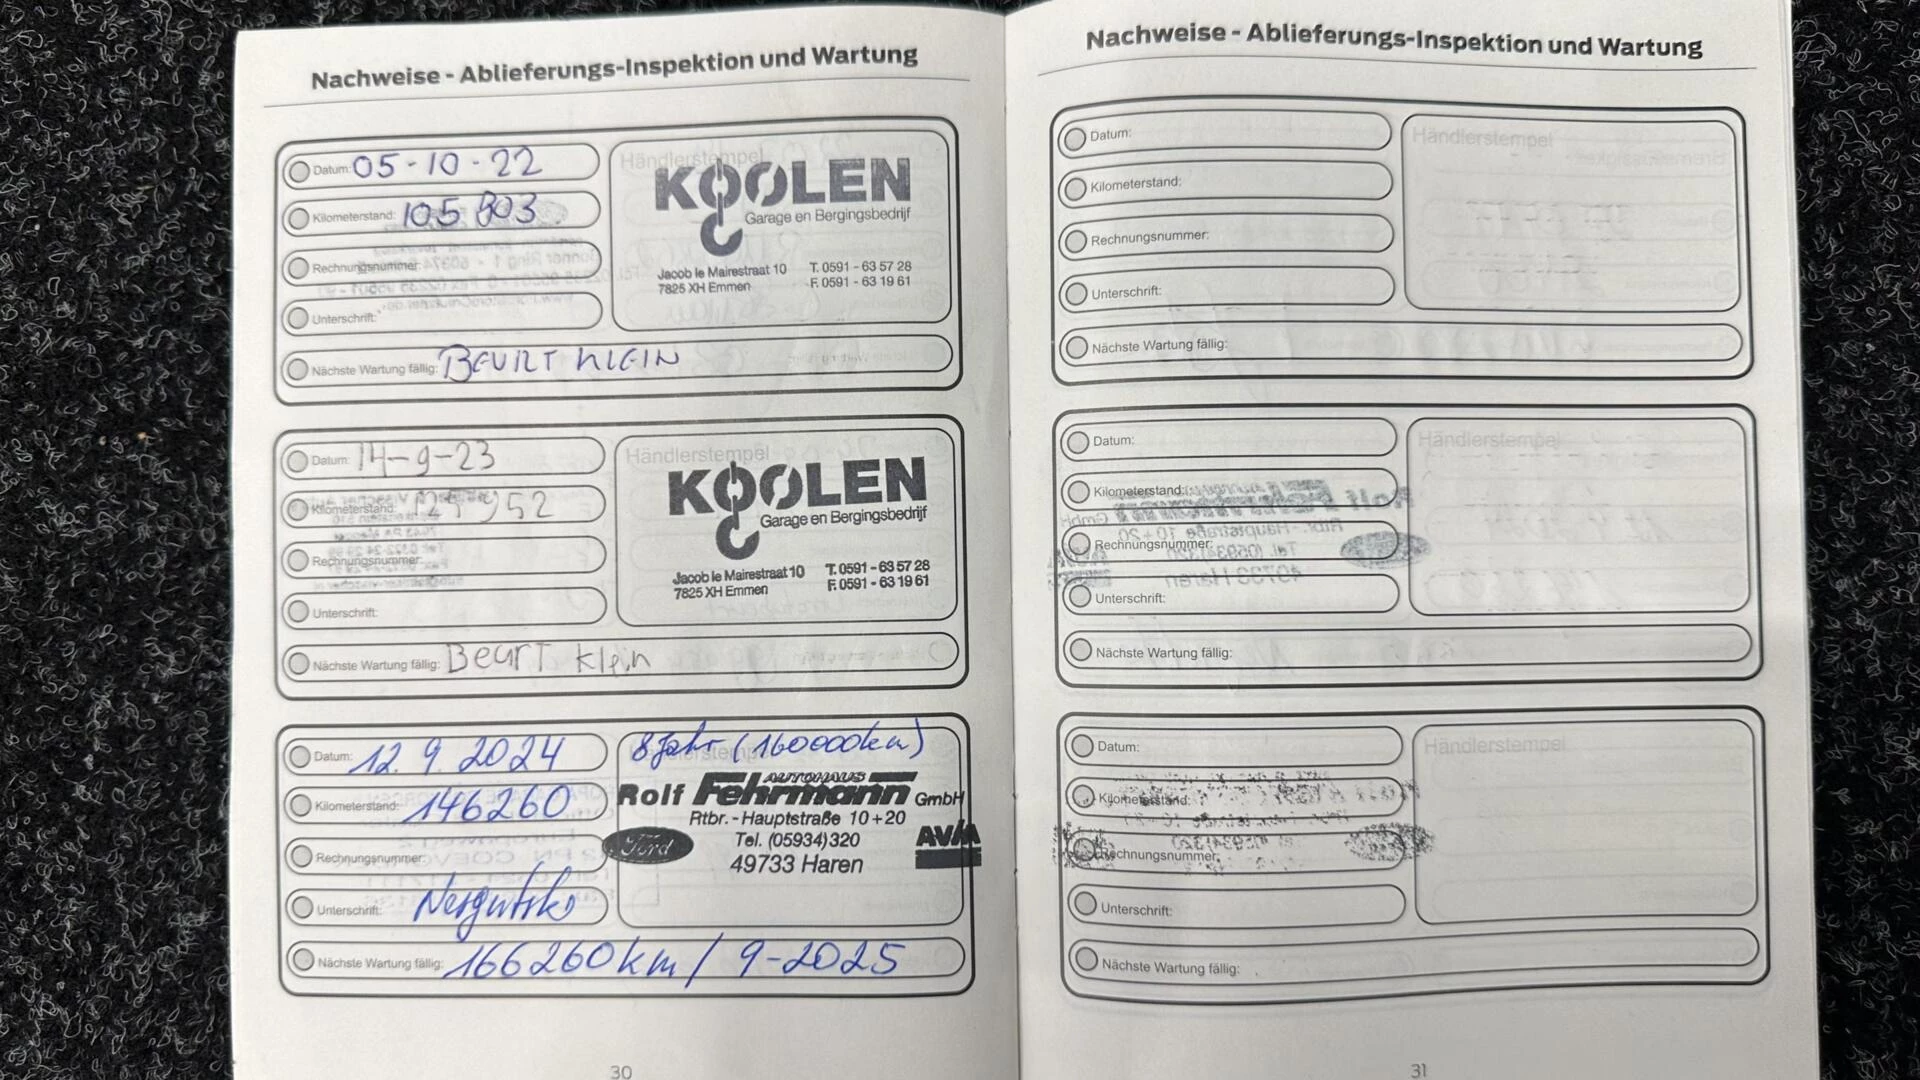 Nachweise - Ablieferungs-Inspektion und Wartung
Datum: 05-10-22
Kilometerstand: 105 803
Rechnungsnummer:
Unterschrift:
Händlerstempel
KOOLEN
Garage en Bergingsbedrijf
Jacob le Mairestraat 10 T. 0591 - 63 57 28
7825 XH Emmen F. 0591 - 63 19 61
Nächste Wartung fällig: BEURT KLEIN
Datum: 14-9-23
Kilometerstand: 125952
Rechnungsnummer:
Unterschrift:
Händlerstempel
KOOLEN
Garage en Bergingsbedrijf
Jacob le Mairestraat 10 T. 0591 - 63 57 28
7825 XH Emmen F. 0591 - 63 19 61
Nächste Wartung fällig: Beurt klein
Datum: 12.9.2024
Kilometerstand: 146260
Rechnungsnummer:
Unterschrift:
8 Jahr (160000km)
AUTOHAUS
Rolf Fehrmann GmbH
Rtbr. - Hauptstraße 10+20
Ford Tel. (05934) 320 AVIA
49733 Haren
Nächste Wartung fällig: 166260km / 9-2025
30
Nachweise - Ablieferungs-Inspektion und Wartung
Datum:
Kilometerstand:
Rechnungsnummer:
Unterschrift:
Händlerstempel
Nächste Wartung fällig:
Datum:
Kilometerstand:
Rechnungsnummer:
Unterschrift:
Händlerstempel
Nächste Wartung fällig:
Datum:
Kilometerstand:
Rechnungsnummer:
Unterschrift:
Händlerstempel
Nächste Wartung fällig:
31